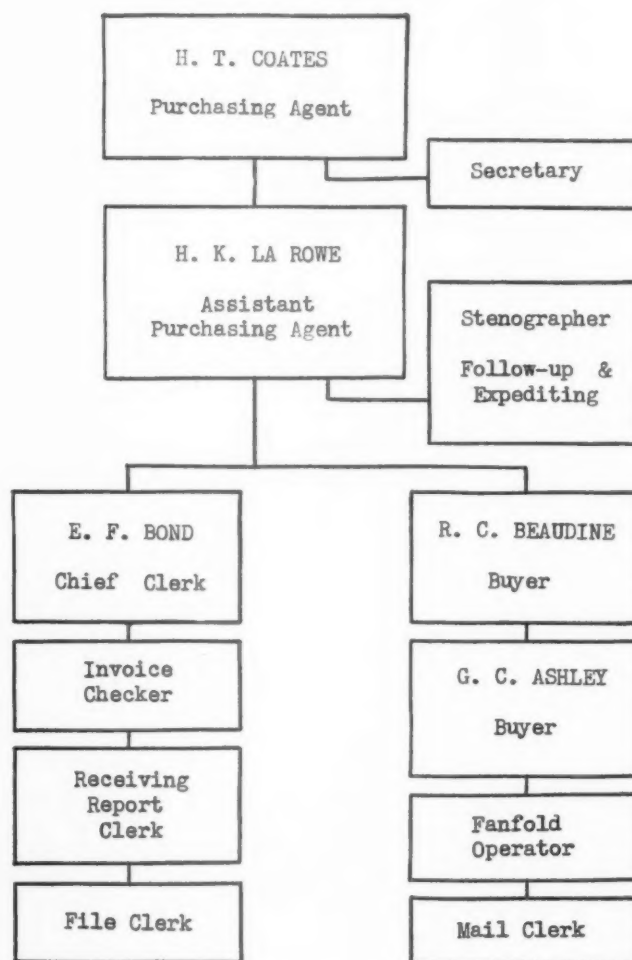 H. T. COATES
Purchasing Agent
Secretary
H. K. LA ROWE
Assistant
Purchasing Agent
Stenographer
Follow-up &
Expediting
E. F. BOND
Chief Clerk
R. C. BEAUDINE
Buyer
Invoice
Checker
G. C. ASHLEY
Buyer
Receiving
Report
Clerk
Fanfold
Operator
File Clerk
Mail Clerk